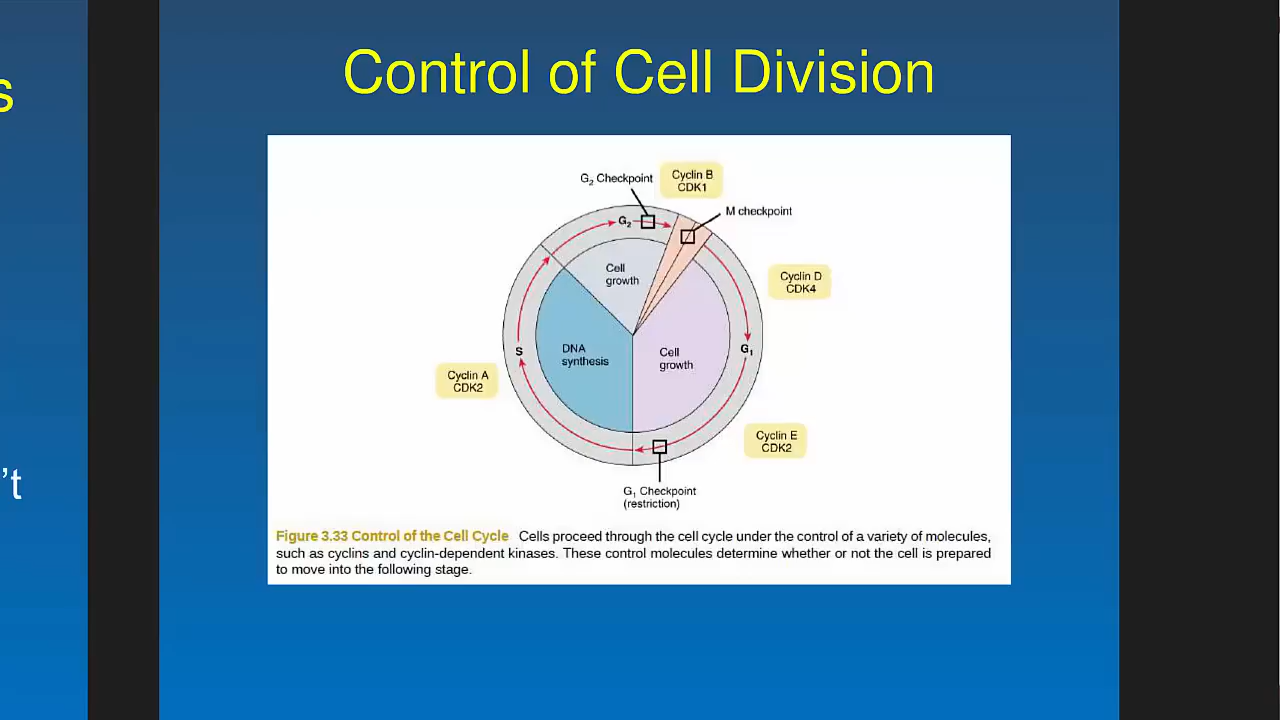 s
't
Control of Cell Division
G₂ Checkpoint
Cyclin B
CDK1
M checkpoint
G₂
Cell
growth
Cyclin D
CDK4
DNA
synthesis
S
Cell
growth
G₁
Cyclin A
CDK2
Cyclin E
CDK2
G₁ Checkpoint
(restriction)
Figure 3.33 Control of the Cell Cycle Cells proceed through the cell cycle under the control of a variety of molecules,
such as cyclins and cyclin-dependent kinases. These control molecules determine whether or not the cell is prepared
to move into the following stage.